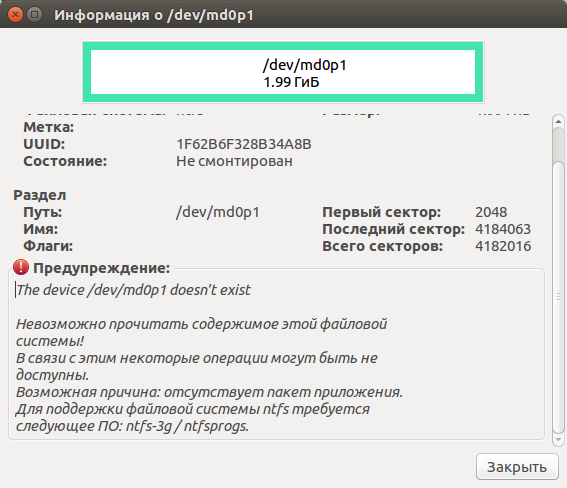 Информация о /dev/md0p1
/dev/md0p1
1.99 ГиБ
Метка:
UUID: 1F62B6F328B34A8B
Состояние: Не смонтирован
Раздел
Путь: /dev/md0p1 Первый сектор: 2048
Имя: Последний сектор: 4184063
Флаги: Всего секторов: 4182016
Предупреждение:
The device /dev/md0p1 doesn't exist
Невозможно прочитать содержимое этой файловой
системы!
В связи с этим некоторые операции могут быть не
доступны.
Возможная причина: отсутствует пакет приложения.
Для поддержки файловой системы ntfs требуется
следующее ПО: ntfs-3g / ntfsprogs.
Закрыть